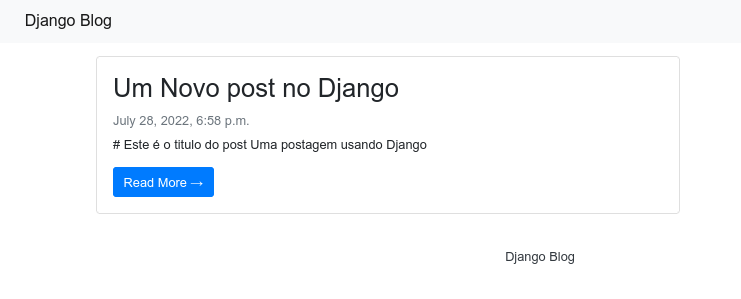 Django Blog
Um Novo post no Django
July 28, 2022, 6:58 p.m.
# Este é o titulo do post Uma postagem usando Django
Read More →
Django Blog